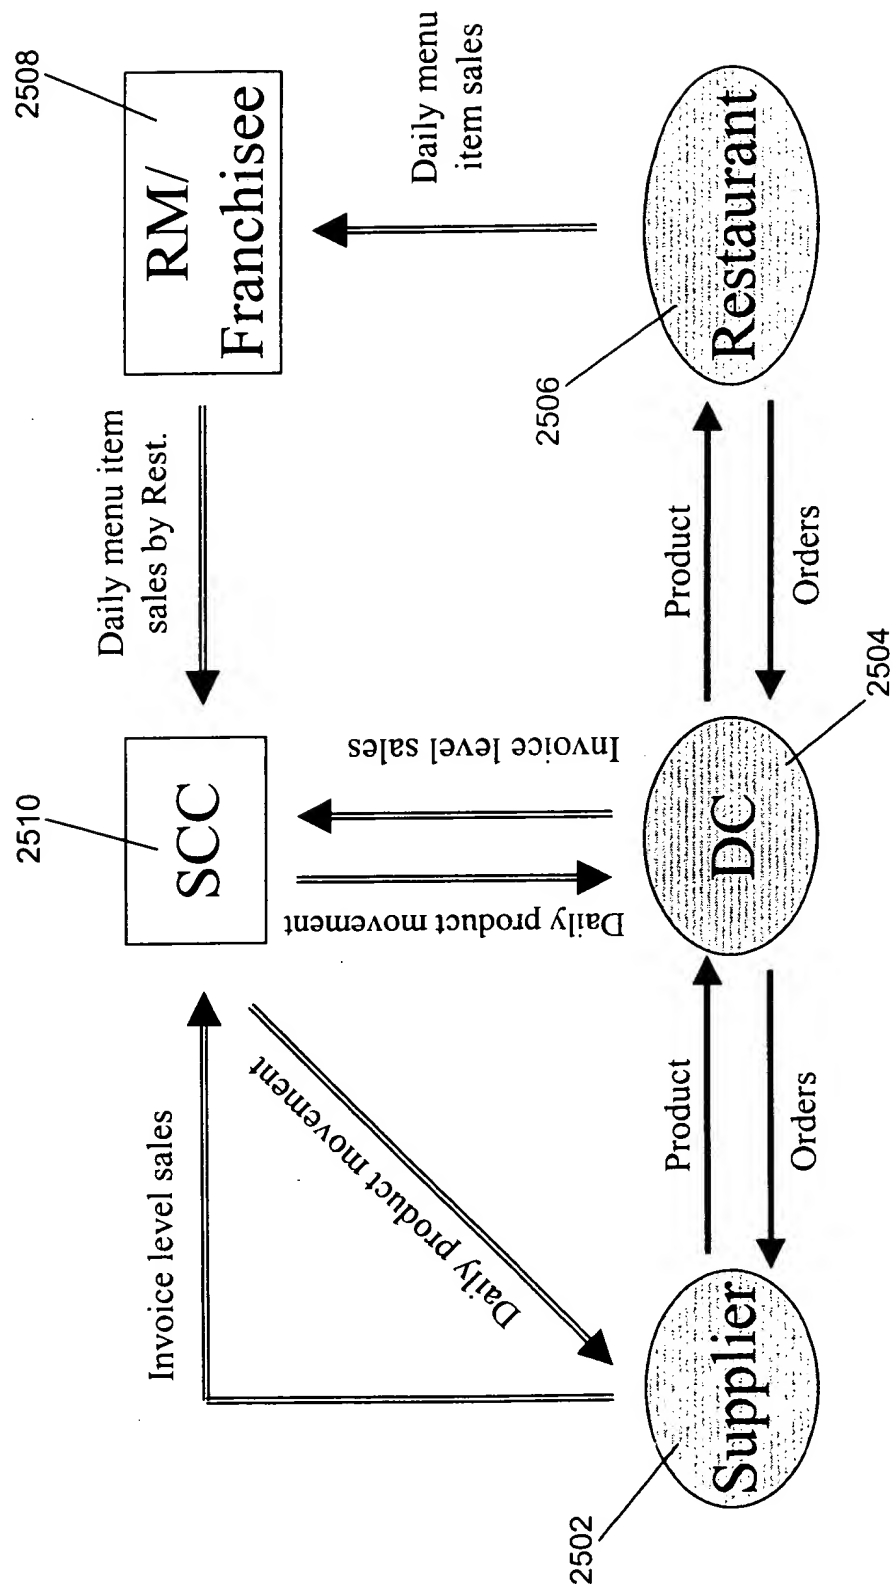 2510
2508
SCC
RM/
Franchisee
Invoice level sales
Daily menu item
sales by Rest.
Daily product movement
Daily product movement
Invoice level sales
Daily menu
item sales
2502
2506
Supplier
Product
DC
Product
Restaurant
Orders
Orders
2504